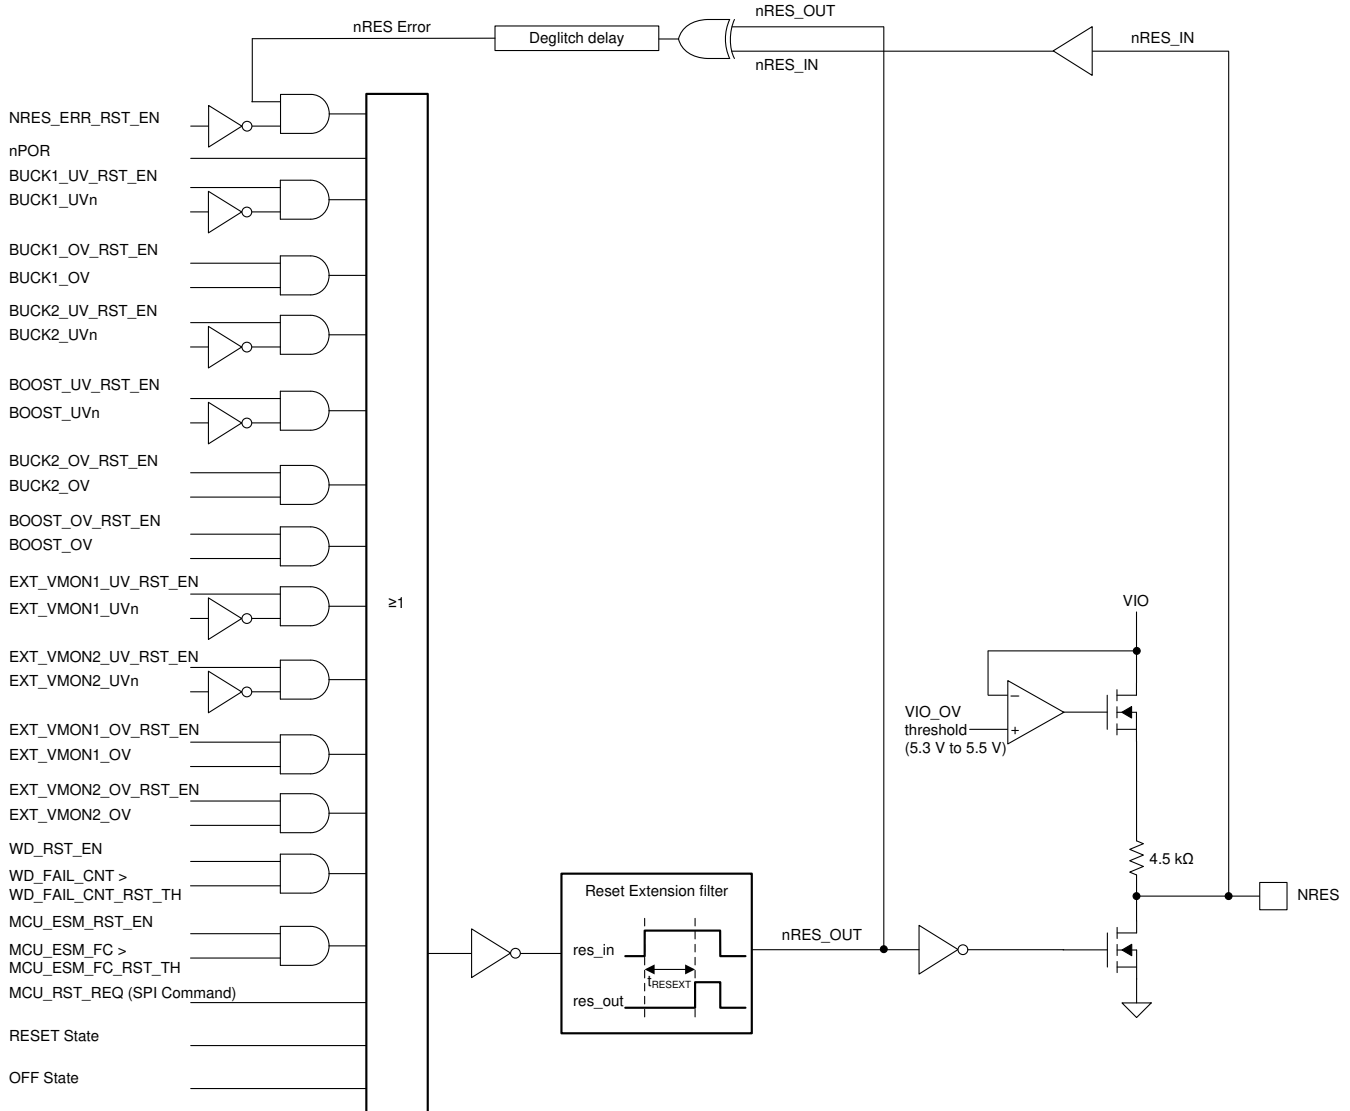 nRES_OUT
nRES Error
Deglitch delay
nRES_IN
nRES_IN
NRES_ERR_RST_EN
nPOR
BUCK1_UV_RST_EN
BUCK1_UVn
BUCK1_OV_RST_EN
BUCK1_OV
BUCK2_UV_RST_EN
BUCK2_UVn
BOOST_UV_RST_EN
BOOST_UVn
BUCK2_OV_RST_EN
BUCK2_OV
BOOST_OV_RST_EN
BOOST_OV
EXT_VMON1_UV_RST_EN
EXT_VMON1_UVn
≥1
VIO
EXT_VMON2_UV_RST_EN
EXT_VMON2_UVn
VIO_OV
threshold
(5.3 V to 5.5 V)
−
+
EXT_VMON1_OV_RST_EN
EXT_VMON1_OV
EXT_VMON2_OV_RST_EN
EXT_VMON2_OV
WD_RST_EN
WD_FAIL_CNT >
WD_FAIL_CNT_RST_TH
4.5 kΩ
NRES
MCU_ESM_RST_EN
MCU_ESM_FC >
MCU_ESM_FC_RST_TH
Reset Extension filter
res_in
tRESEXT
res_out
nRES_OUT
MCU_RST_REQ (SPI Command)
RESET State
OFF State